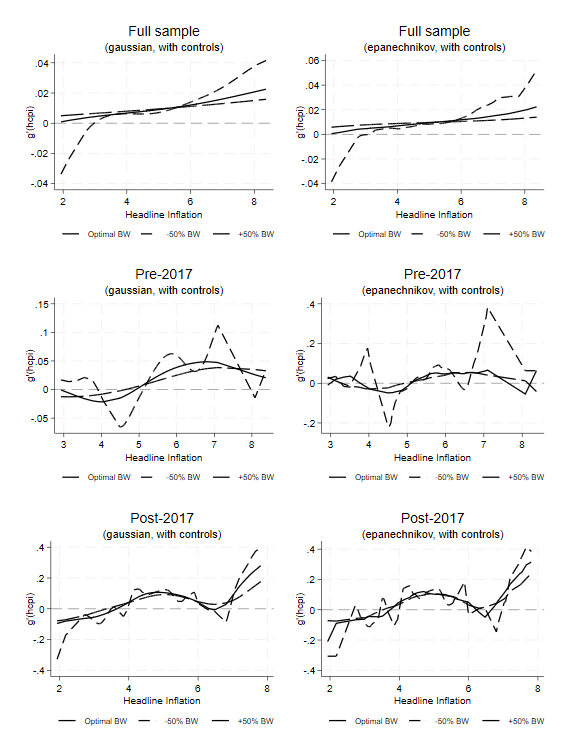 Full sample
(gaussian, with controls)
g'(hcpi)
.04
.02
0
-.02
-.04
2 4 6 8
Headline Inflation
Optimal BW -50% BW +50% BW
Full sample
(epanechnikov, with controls)
g'(hcpi)
.06
.04
.02
0
-.02
-.04
2 4 6 8
Headline Inflation
Optimal BW -50% BW +50% BW
Pre-2017
(gaussian, with controls)
g'(hcpi)
.15
.1
.05
0
-.05
3 4 5 6 7 8
Headline Inflation
Optimal BW -50% BW +50% BW
Pre-2017
(epanechnikov, with controls)
g'(hcpi)
.4
.2
0
-.2
3 4 5 6 7 8
Headline Inflation
Optimal BW -50% BW +50% BW
Post-2017
(gaussian, with controls)
g'(hcpi)
.4
.2
0
-.2
-.4
2 4 6 8
Headline Inflation
Optimal BW -50% BW +50% BW
Post-2017
(epanechnikov, with controls)
g'(hcpi)
.4
.2
0
-.2
-.4
2 4 6 8
Headline Inflation
Optimal BW -50% BW +50% BW